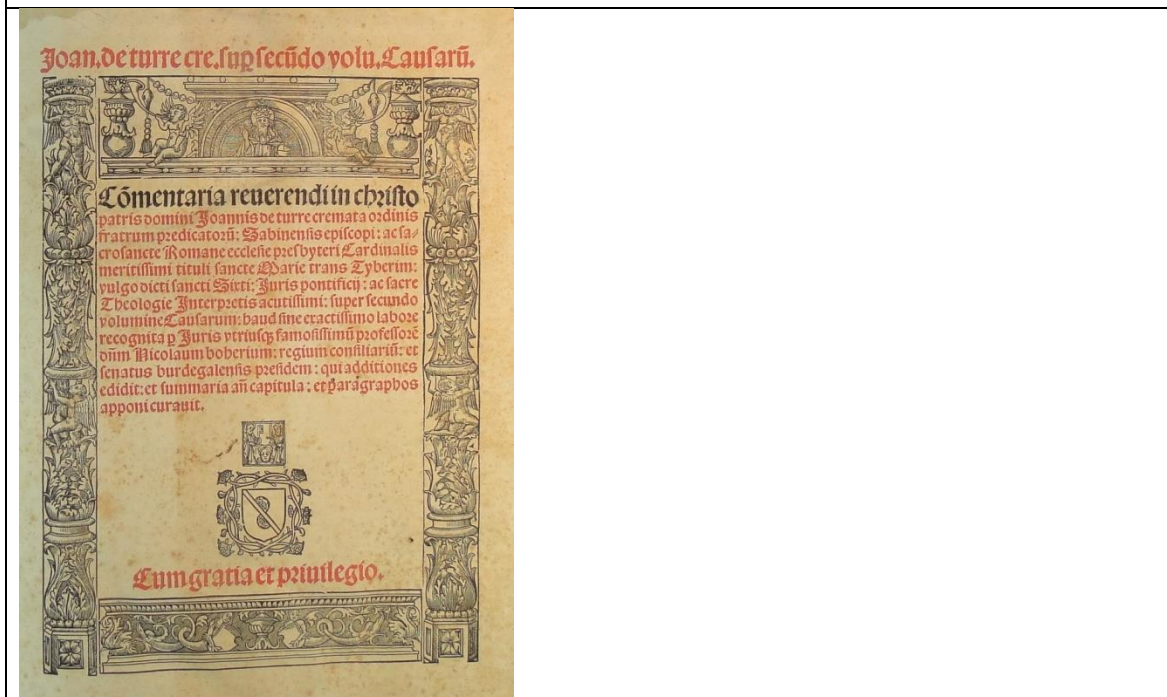 Joan.de turre cre.sup̱ secūdo volu.Causarū.
Cōmentaria reuerendi in christo
patris domini Joannis de turre cremata ordinis
fratrum predicatorū: Sabinensis episcopi: ac sa-
crosancte Romane ecclesie presbyteri Cardinalis
meritissimi tituli sancte Marie trans Tyberim:
vulgo dicti sancti Sixti: Juris pontificij: ac sacre
Theologie Interpretis acutissimi: super secundo
volumine Causarum: haud sine exactissimo labore
recognita ꝑ Juris vtriusqꝫ famosissimū professorē
dn̄m Nicolaum boherium: regium consiliariū: et
senatus burdegalensis presidem: qui additiones
edidit: et summaria an̄ capitula: et paragraphos
apponi curauit.
Cum gratia et priuilegio.